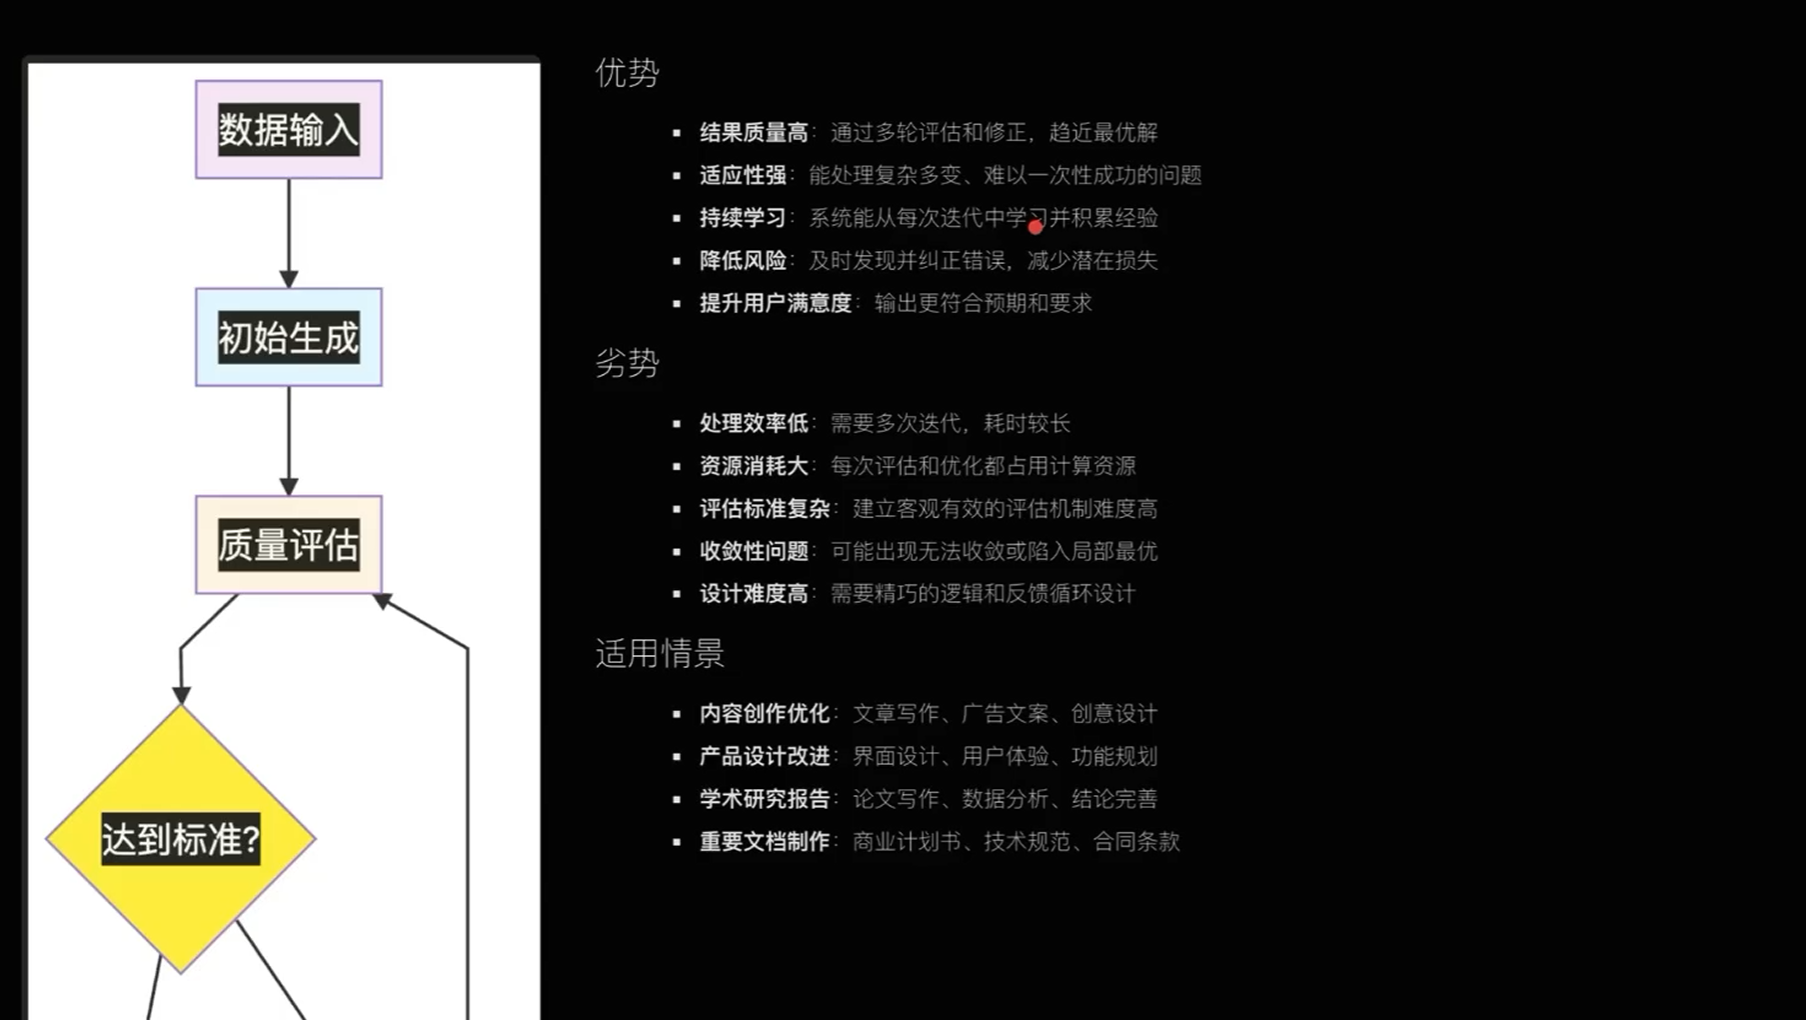 数据输入
初始生成
质量评估
达到标准?
优势
▪ 结果质量高：通过多轮评估和修正，趋近最优解
▪ 适应性强：能处理复杂多变、难以一次性成功的问题
▪ 持续学习：系统能从每次迭代中学习并积累经验
▪ 降低风险：及时发现并纠正错误，减少潜在损失
▪ 提升用户满意度：输出更符合预期和要求
劣势
▪ 处理效率低：需要多次迭代，耗时较长
▪ 资源消耗大：每次评估和优化都占用计算资源
▪ 评估标准复杂：建立客观有效的评估机制难度高
▪ 收敛性问题：可能出现无法收敛或陷入局部最优
▪ 设计难度高：需要精巧的逻辑和反馈循环设计
适用情景
▪ 内容创作优化：文章写作、广告文案、创意设计
▪ 产品设计改进：界面设计、用户体验、功能规划
▪ 学术研究报告：论文写作、数据分析、结论完善
▪ 重要文档制作：商业计划书、技术规范、合同条款